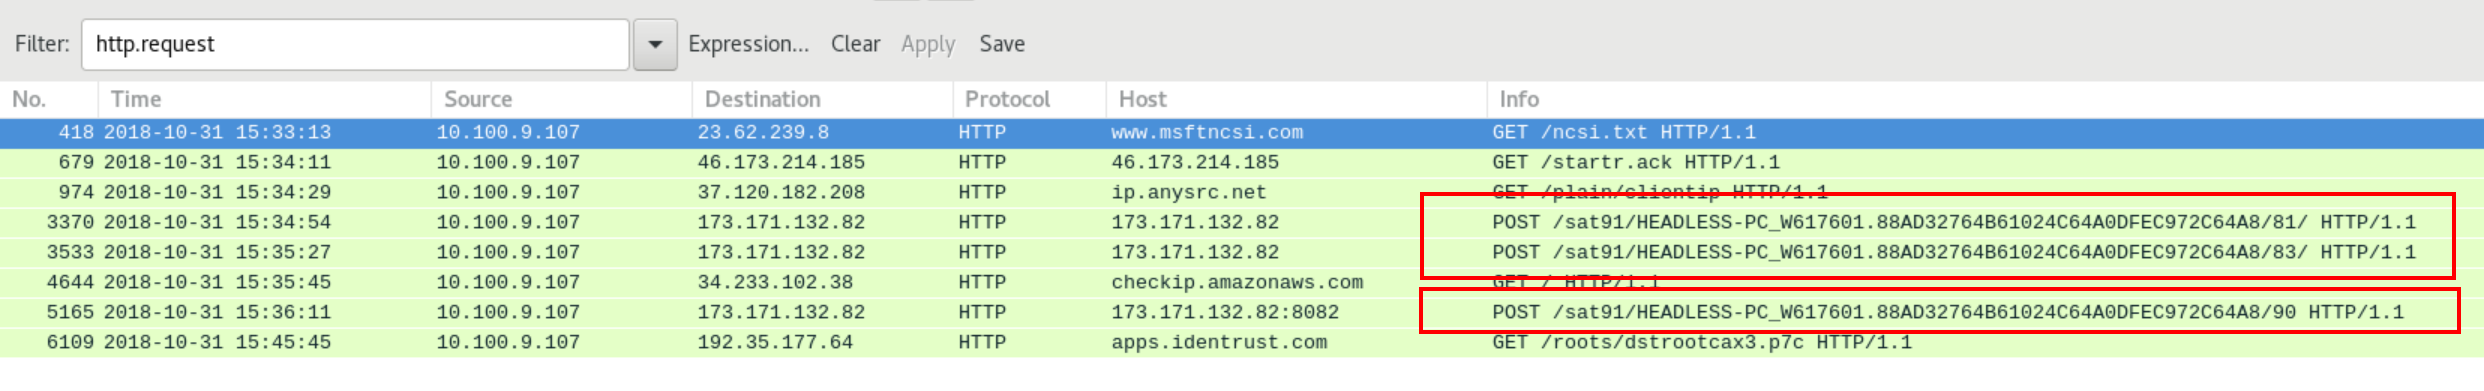 Filter: http.request Expression... Clear Apply Save
No. Time Source Destination Protocol Host Info
418 2018-10-31 15:33:13 10.100.9.107 23.62.239.8 HTTP www.msftncsi.com GET /ncsi.txt HTTP/1.1
679 2018-10-31 15:34:11 10.100.9.107 46.173.214.185 HTTP 46.173.214.185 GET /startr.ack HTTP/1.1
974 2018-10-31 15:34:29 10.100.9.107 37.120.182.208 HTTP ip.anysrc.net GET /plain/clientip HTTP/1.1
3370 2018-10-31 15:34:54 10.100.9.107 173.171.132.82 HTTP 173.171.132.82 POST /sat91/HEADLESS-PC_W617601.88AD32764B61024C64A0DFEC972C64A8/81/ HTTP/1.1
3533 2018-10-31 15:35:27 10.100.9.107 173.171.132.82 HTTP 173.171.132.82 POST /sat91/HEADLESS-PC_W617601.88AD32764B61024C64A0DFEC972C64A8/83/ HTTP/1.1
4644 2018-10-31 15:35:45 10.100.9.107 34.233.102.38 HTTP checkip.amazonaws.com GET / HTTP/1.1
5165 2018-10-31 15:36:11 10.100.9.107 173.171.132.82 HTTP 173.171.132.82:8082 POST /sat91/HEADLESS-PC_W617601.88AD32764B61024C64A0DFEC972C64A8/90 HTTP/1.1
6109 2018-10-31 15:45:45 10.100.9.107 192.35.177.64 HTTP apps.identrust.com GET /roots/dstrootcax3.p7c HTTP/1.1